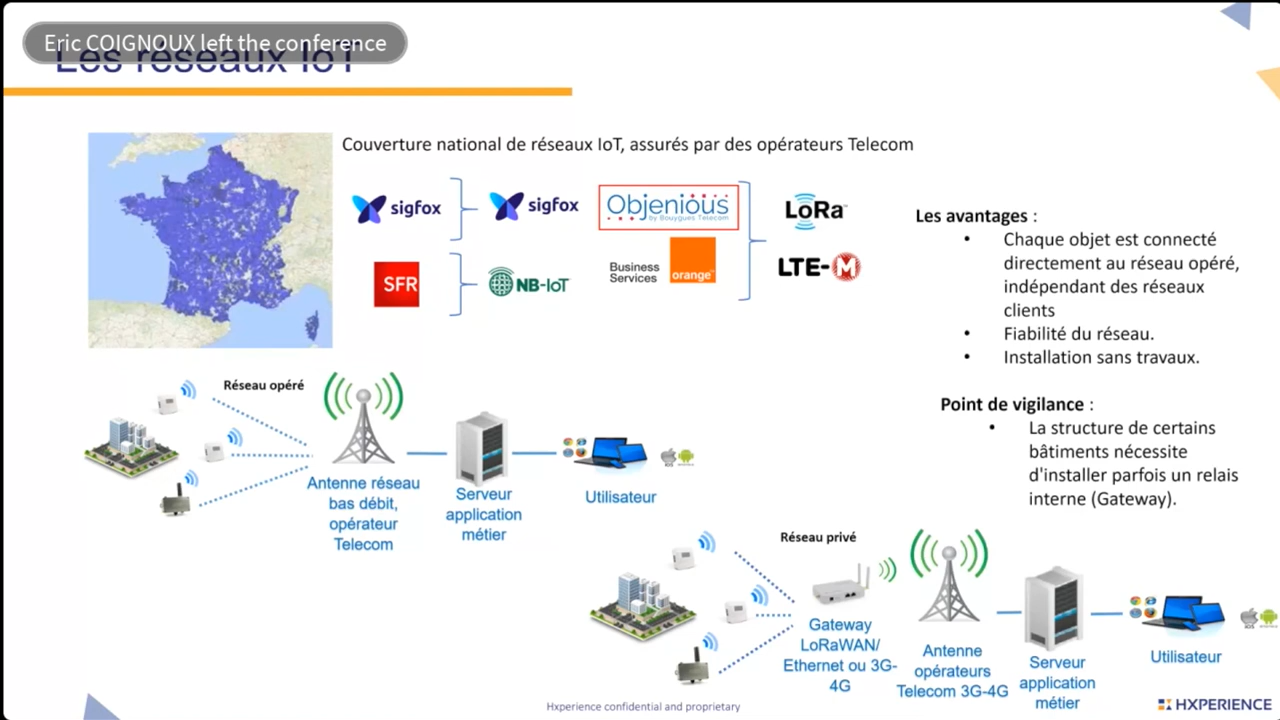 Eric COIGNOUX left the conference
Les réseaux IoT
Couverture national de réseaux IoT, assurés par des opérateurs Telecom
sigfox
sigfox
Objenious
by Bouygues Telecom
LoRa
SFR
NB-IoT
Business
Services
orange
LTE-M
Les avantages :
• Chaque objet est connecté
directement au réseau opéré,
indépendant des réseaux
clients
• Fiabilité du réseau.
• Installation sans travaux.
Point de vigilance :
• La structure de certains
bâtiments nécessite
d'installer parfois un relais
interne (Gateway).
Réseau opéré
Antenne réseau
bas débit,
opérateur
Telecom
Serveur
application
métier
iOS
Utilisateur
Réseau privé
Gateway
LoRaWAN/
Ethernet ou 3G-
4G
Antenne
opérateurs
Telecom 3G-4G
Serveur
application
métier
iOS
Utilisateur
Hxperience confidential and proprietary
HXPERIENCE